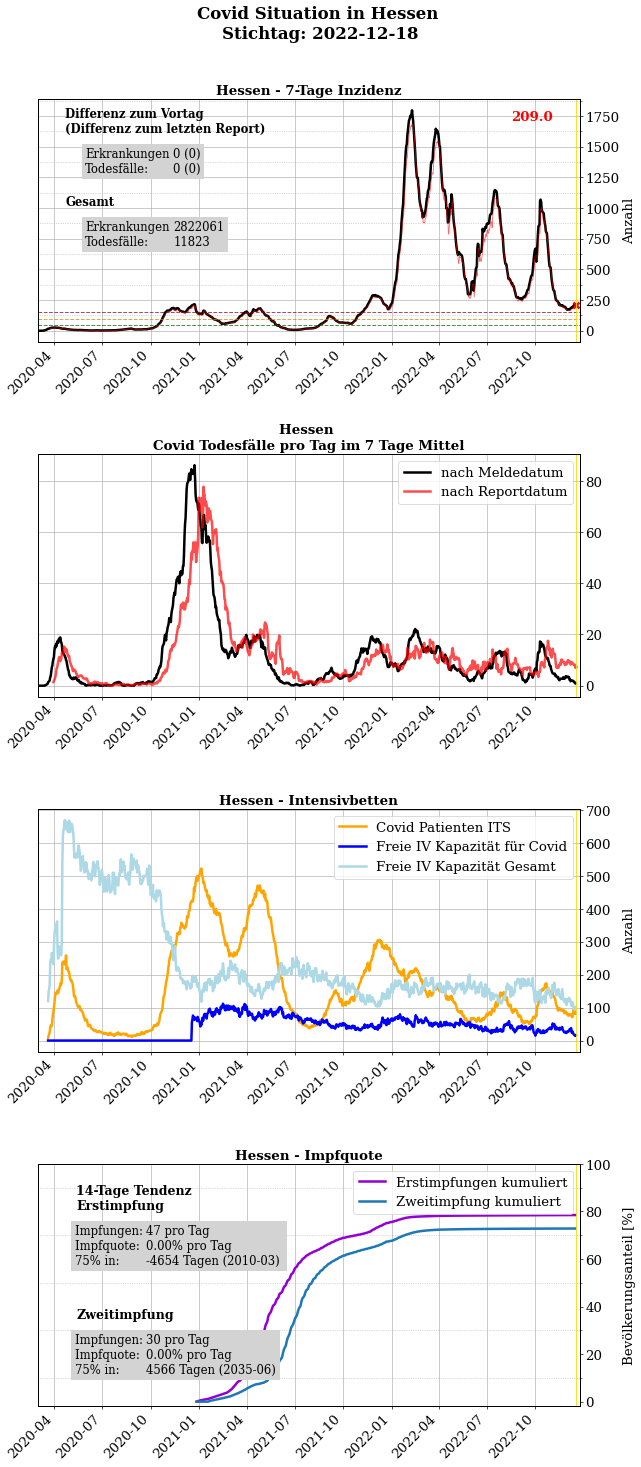 Covid Situation in Hessen
Stichtag: 2022-12-18
Hessen - 7-Tage Inzidenz
Differenz zum Vortag
(Differenz zum letzten Report)
Erkrankungen 0 (0)
Todesfälle: 0 (0)
Gesamt
Erkrankungen 2822061
Todesfälle: 11823
209.0
1750
1500
1250
1000
750
500
250
0
Anzahl
2020-04
2020-07
2020-10
2021-01
2021-04
2021-07
2021-10
2022-01
2022-04
2022-07
2022-10
Hessen
Covid Todesfälle pro Tag im 7 Tage Mittel
nach Meldedatum
nach Reportdatum
80
60
40
20
0
2020-04
2020-07
2020-10
2021-01
2021-04
2021-07
2021-10
2022-01
2022-04
2022-07
2022-10
Hessen - Intensivbetten
Covid Patienten ITS
Freie IV Kapazität für Covid
Freie IV Kapazität Gesamt
700
600
500
400
300
200
100
0
Anzahl
2020-04
2020-07
2020-10
2021-01
2021-04
2021-07
2021-10
2022-01
2022-04
2022-07
2022-10
Hessen - Impfquote
14-Tage Tendenz
Erstimpfung
Impfungen: 47 pro Tag
Impfquote: 0.00% pro Tag
75% in: -4654 Tagen (2010-03)
Zweitimpfung
Impfungen: 30 pro Tag
Impfquote: 0.00% pro Tag
75% in: 4566 Tagen (2035-06)
Erstimpfungen kumuliert
Zweitimpfung kumuliert
100
80
60
40
20
0
Bevölkerungsanteil [%]
2020-04
2020-07
2020-10
2021-01
2021-04
2021-07
2021-10
2022-01
2022-04
2022-07
2022-10